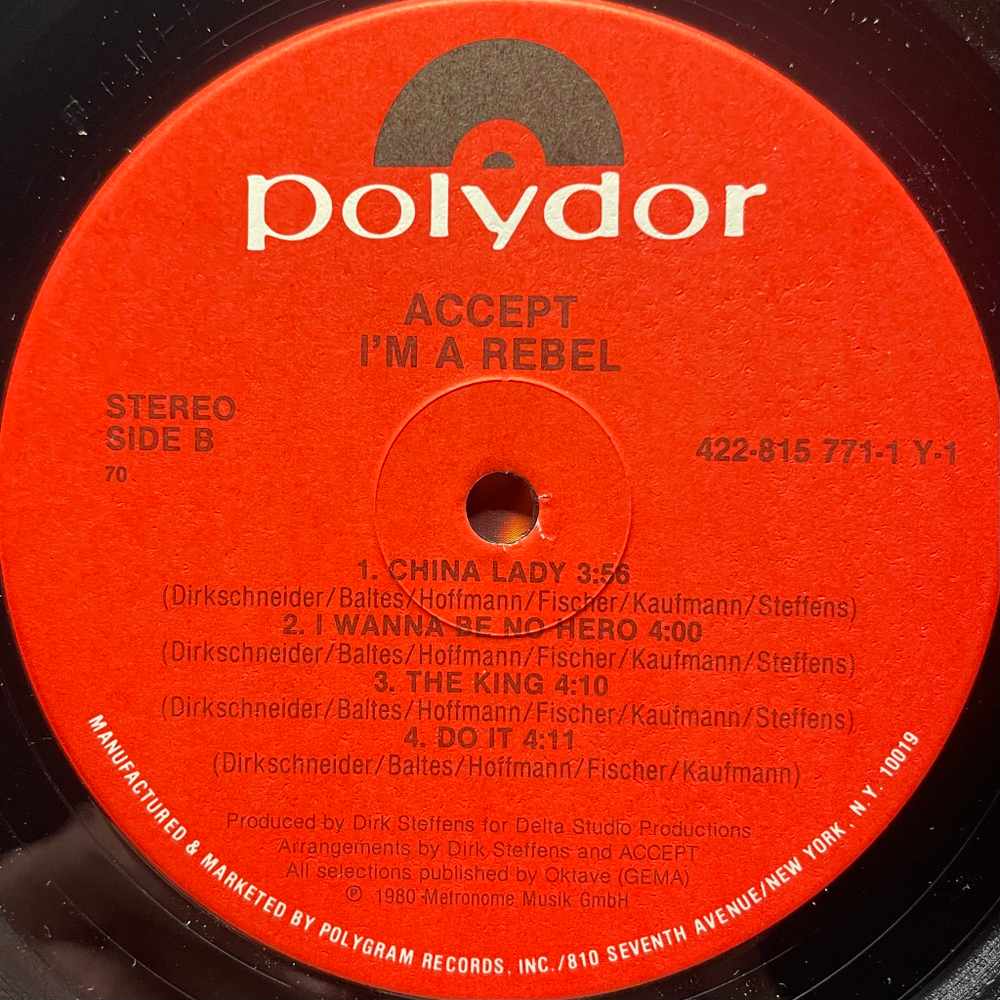 polydor
ACCEPT
I'M A REBEL
STEREO
SIDE B
70
422-815 771-1 Y-1
1. CHINA LADY 3:56
(Dirkschneider/Baltes/Hoffmann/Fischer/Kaufmann/Steffens)
2. I WANNA BE NO HERO 4:00
(Dirkschneider/Baltes/Hoffmann/Fischer/Kaufmann/Steffens)
3. THE KING 4:10
(Dirkschneider/Baltes/Hoffmann/Fischer/Kaufmann/Steffens)
4. DO IT 4:11
(Dirkschneider/Baltes/Hoffmann/Fischer/Kaufmann)
Produced by Dirk Steffens for Delta Studio Productions
Arrangements by Dirk Steffens and ACCEPT
All selections published by Oktave (GEMA)
℗ 1980 Metronome Musik GmbH
MANUFACTURED & MARKETED BY POLYGRAM RECORDS, INC./810 SEVENTH AVENUE/NEW YORK, N.Y. 10019